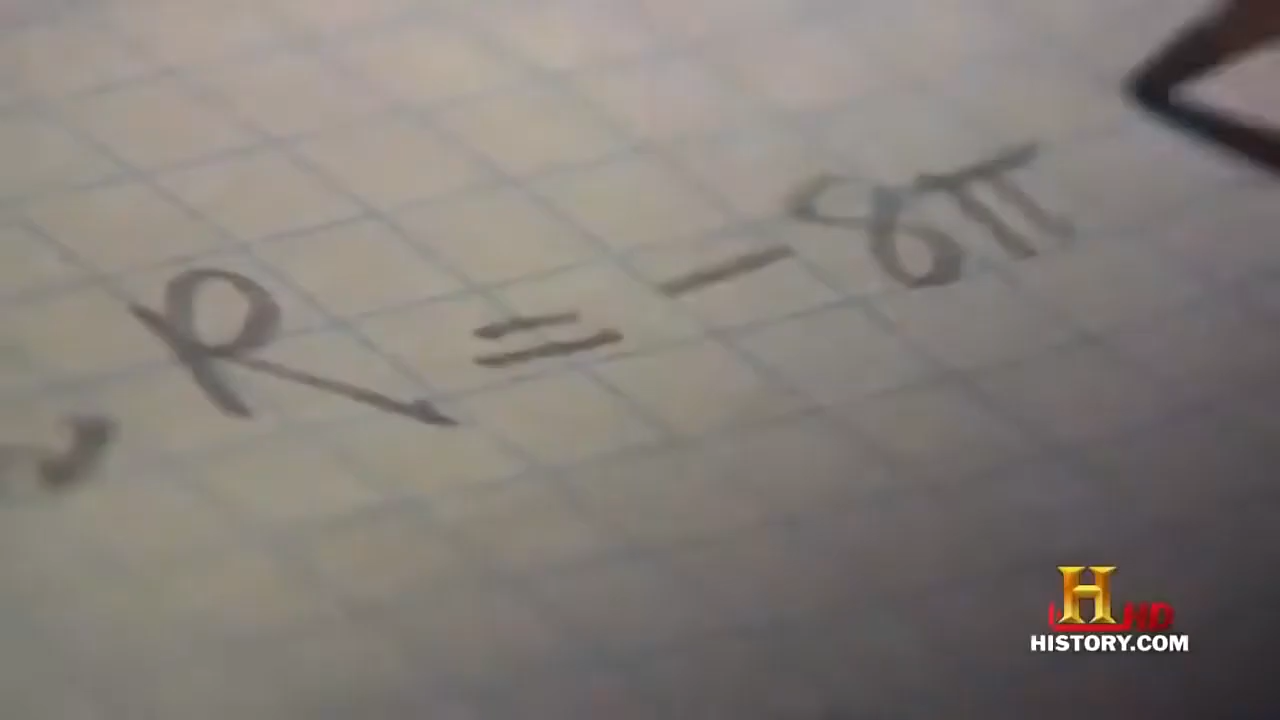 R = -8π
H HD
HISTORY.COM